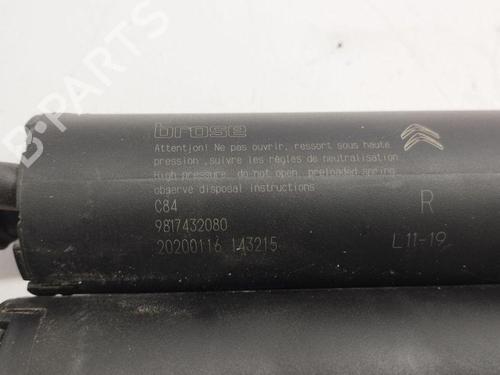 brose
Attention! Ne pas ouvrir, ressort sous haute
pression ,suivre les règles de neutralisation
High pressure, do not open, preloaded spring
observe disposal instructions
C84
9817432080
20200116 143215
R
L11-19